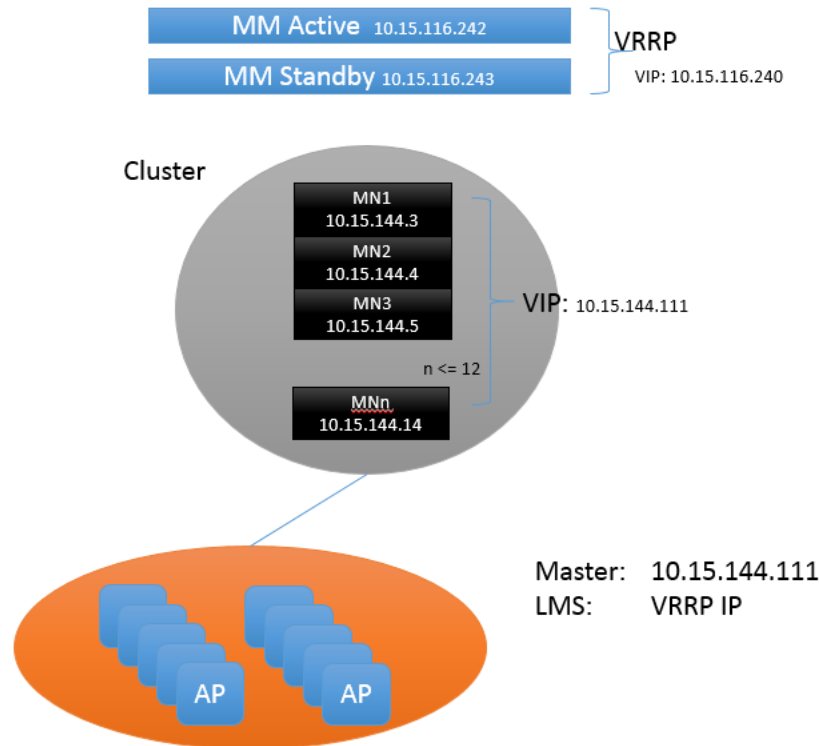 MM Active 10.15.116.242
MM Standby 10.15.116.243
VRRP
VIP: 10.15.116.240
Cluster
MN1
10.15.144.3
MN2
10.15.144.4
MN3
10.15.144.5
VIP: 10.15.144.111
n <= 12
MNn
10.15.144.14
Master: 10.15.144.111
LMS: VRRP IP
AP
AP